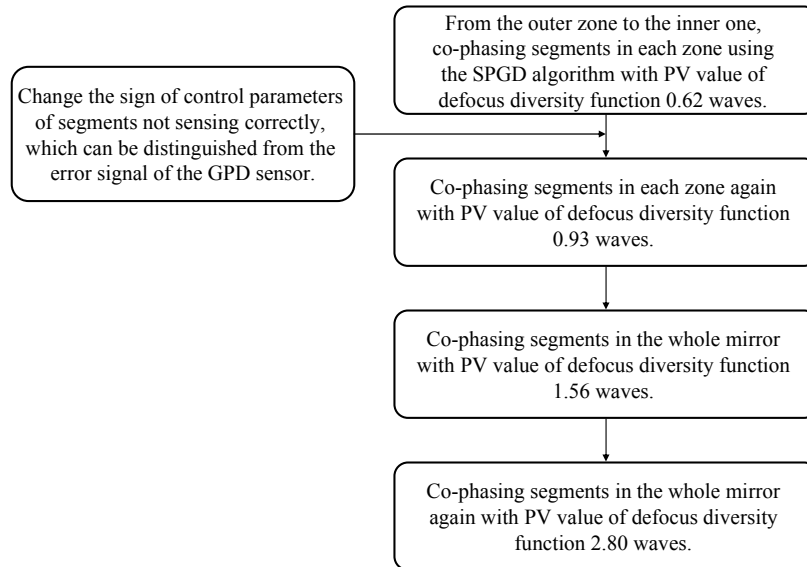 From the outer zone to the inner one,
co-phasing segments in each zone using
the SPGD algorithm with PV value of
defocus diversity function 0.62 waves.
Change the sign of control parameters
of segments not sensing correctly,
which can be distinguished from the
error signal of the GPD sensor.
Co-phasing segments in each zone again
with PV value of defocus diversity function
0.93 waves.
Co-phasing segments in the whole mirror
with PV value of defocus diversity function
1.56 waves.
Co-phasing segments in the whole mirror
again with PV value of defocus diversity
function 2.80 waves.